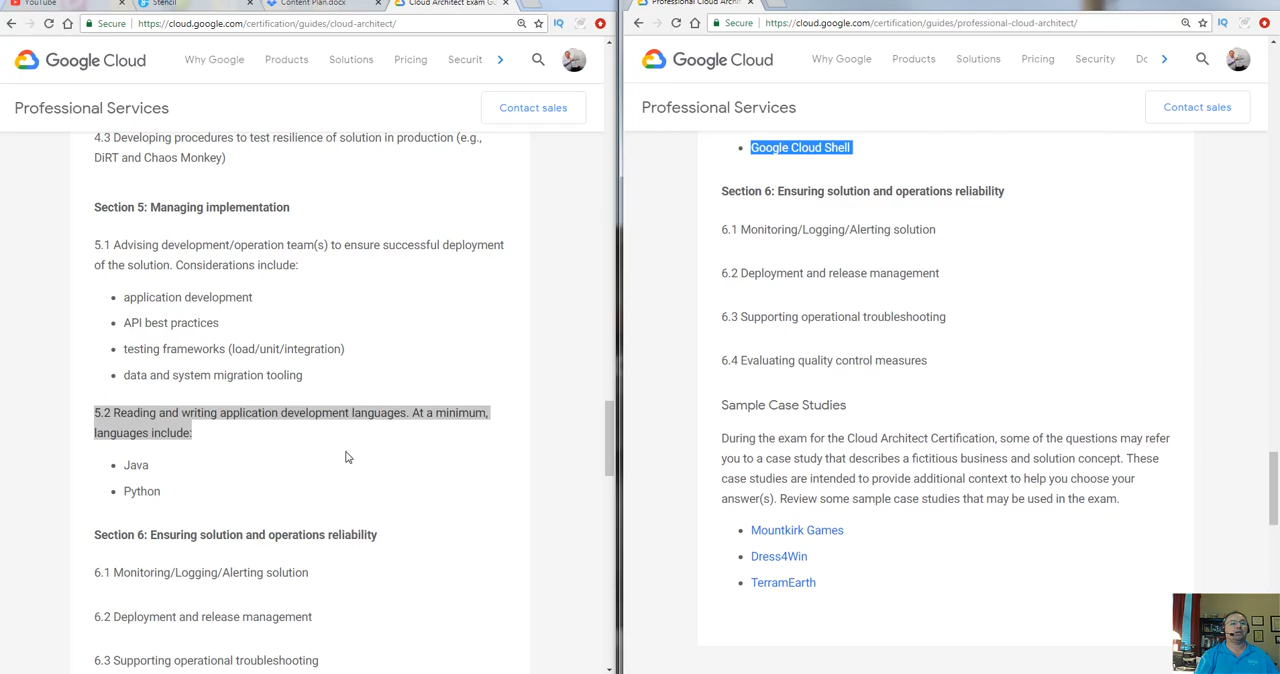 YouTube
Stencil
Content Plan.docx
Cloud Architect Exam G
Secure https://cloud.google.com/certification/guides/cloud-architect/
IQ
Google Cloud
Why Google
Products
Solutions
Pricing
Securit
Professional Services
Contact sales
4.3 Developing procedures to test resilience of solution in production (e.g.,
DiRT and Chaos Monkey)
Section 5: Managing implementation
5.1 Advising development/operation team(s) to ensure successful deployment
of the solution. Considerations include:
• application development
• API best practices
• testing frameworks (load/unit/integration)
• data and system migration tooling
5.2 Reading and writing application development languages. At a minimum,
languages include:
• Java
• Python
Section 6: Ensuring solution and operations reliability
6.1 Monitoring/Logging/Alerting solution
6.2 Deployment and release management
6.3 Supporting operational troubleshooting
Professional Cloud Archit
Secure https://cloud.google.com/certification/guides/professional-cloud-architect/
IQ
Google Cloud
Why Google
Products
Solutions
Pricing
Security
Dc
Professional Services
Contact sales
• Google Cloud Shell
Section 6: Ensuring solution and operations reliability
6.1 Monitoring/Logging/Alerting solution
6.2 Deployment and release management
6.3 Supporting operational troubleshooting
6.4 Evaluating quality control measures
Sample Case Studies
During the exam for the Cloud Architect Certification, some of the questions may refer
you to a case study that describes a fictitious business and solution concept. These
case studies are intended to provide additional context to help you choose your
answer(s). Review some sample case studies that may be used in the exam.
• Mountkirk Games
• Dress4Win
• TerramEarth